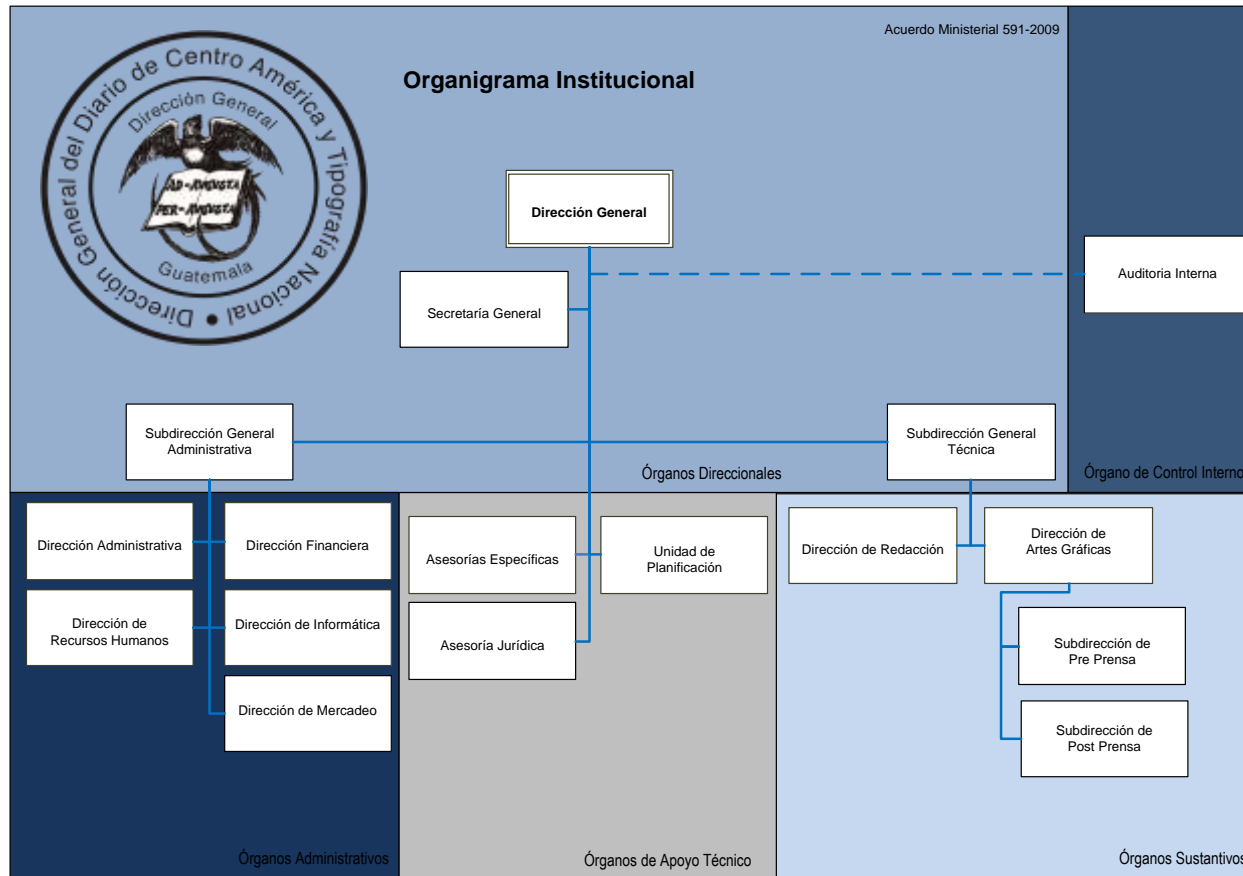 Acuerdo Ministerial 591-2009
Organigrama Institucional
Dirección General del Diario de Centro América y Tipografía Nacional
Dirección General
AD-AUGUSTA
PER-ANGUSTA
Guatemala
Dirección General
Auditoria Interna
Secretaría General
Subdirección General
Administrativa
Subdirección General
Técnica
Órganos Direccionales
Órgano de Control Interno
Dirección Administrativa
Dirección Financiera
Dirección de
Recursos Humanos
Dirección de Informática
Dirección de Mercadeo
Órganos Administrativos
Asesorías Específicas
Unidad de
Planificación
Asesoría Jurídica
Órganos de Apoyo Técnico
Dirección de Redacción
Dirección de
Artes Gráficas
Subdirección de
Pre Prensa
Subdirección de
Post Prensa
Órganos Sustantivos